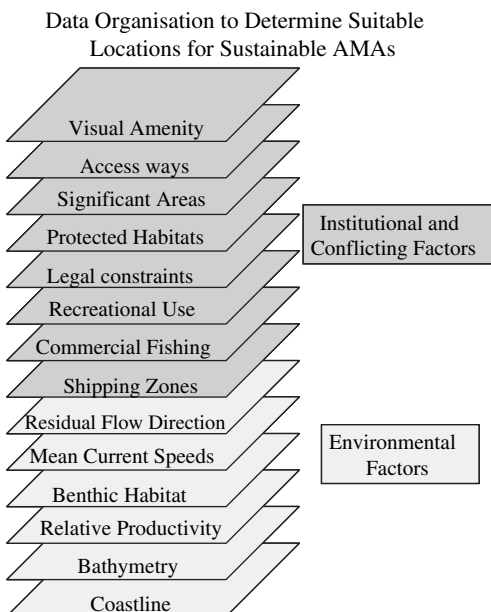 Data Organisation to Determine Suitable
Locations for Sustainable AMAs
Visual Amenity
Access ways
Significant Areas
Protected Habitats
Legal constraints
Recreational Use
Commercial Fishing
Shipping Zones
Residual Flow Direction
Mean Current Speeds
Benthic Habitat
Relative Productivity
Bathymetry
Coastline
Institutional and
Conflicting Factors
Environmental
Factors